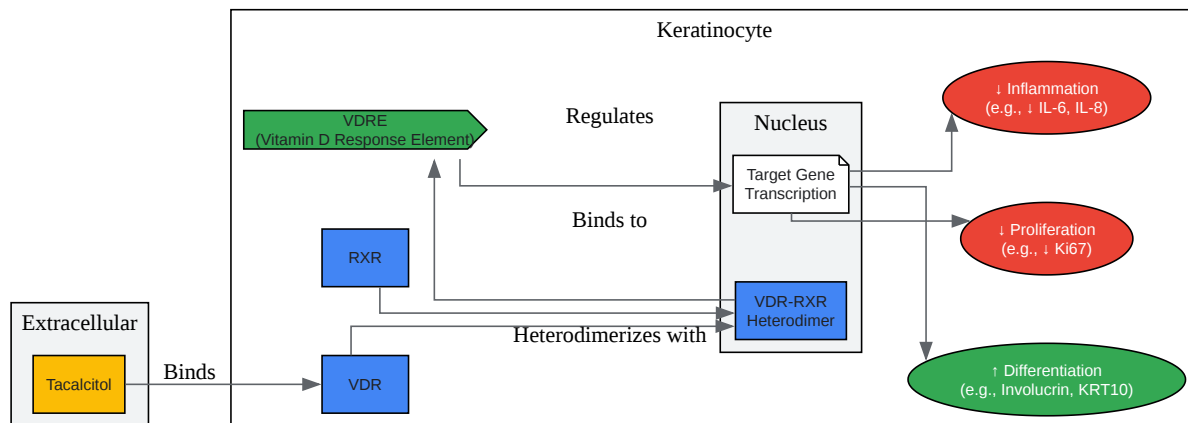 Keratinocyte
↓ Inflammation
(e.g., ↓ IL-6, IL-8)
Regulates
VDRE
(Vitamin D Response Element)
Nucleus
Target Gene
Transcription
Binds to
↓ Proliferation
(e.g., ↓ Ki67)
RXR
VDR-RXR
Heterodimer
Extracellular
Heterodimerizes with
Tacalcitol
Binds
VDR
↑ Differentiation
(e.g., Involucrin, KRT10)